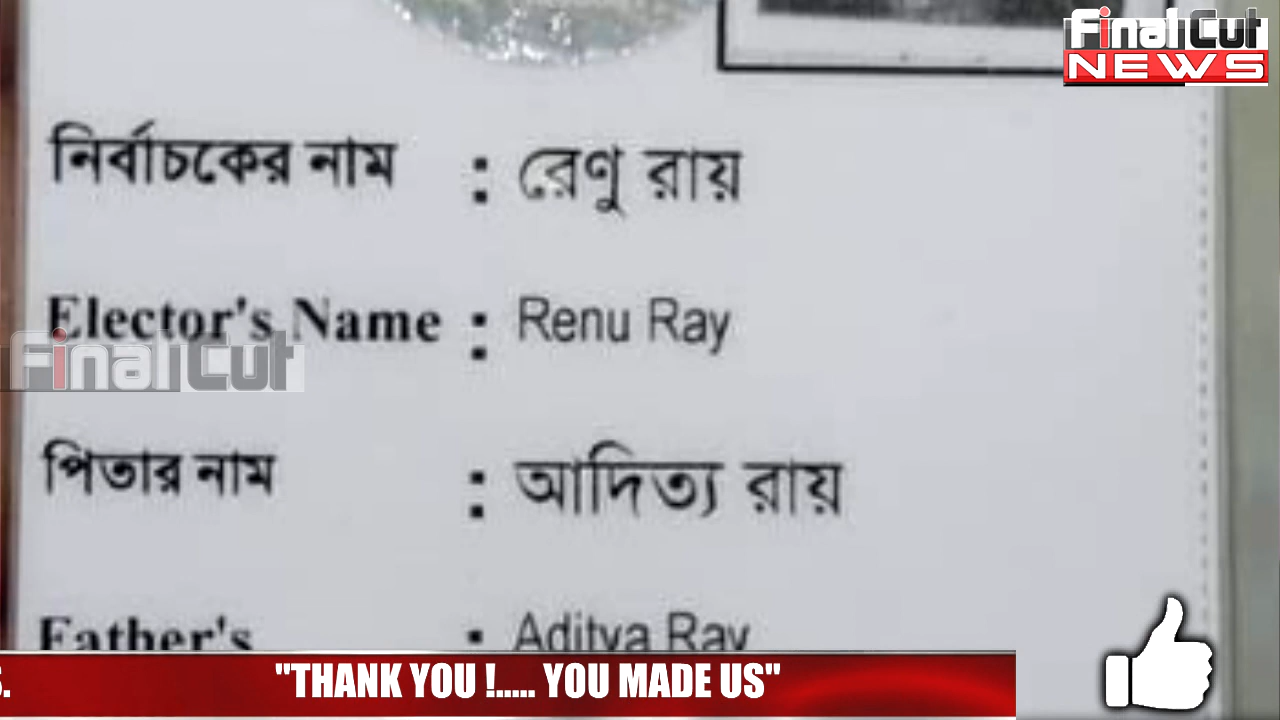 Final Cut
NEWS
নির্বাচকের নাম : রেণু রায়
Elector's Name : Renu Ray
Final Cut
পিতার নাম : আদিত্য রায়
Father's : Aditya Ray
S. "THANK YOU !..... YOU MADE US"